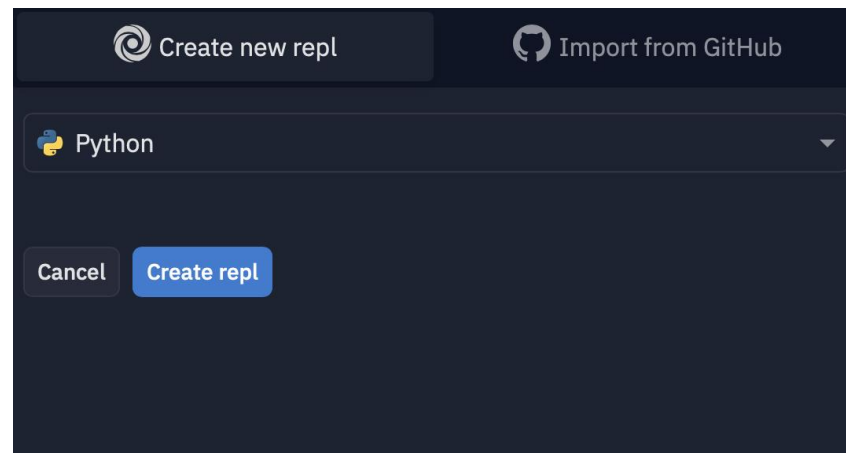 Create new repl
Import from GitHub
Python
Cancel
Create repl